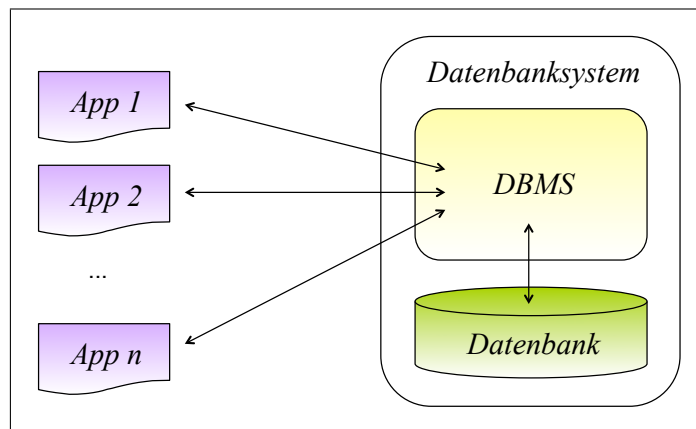 Datenbanksystem
App 1
DBMS
App 2
...
App n
Datenbank